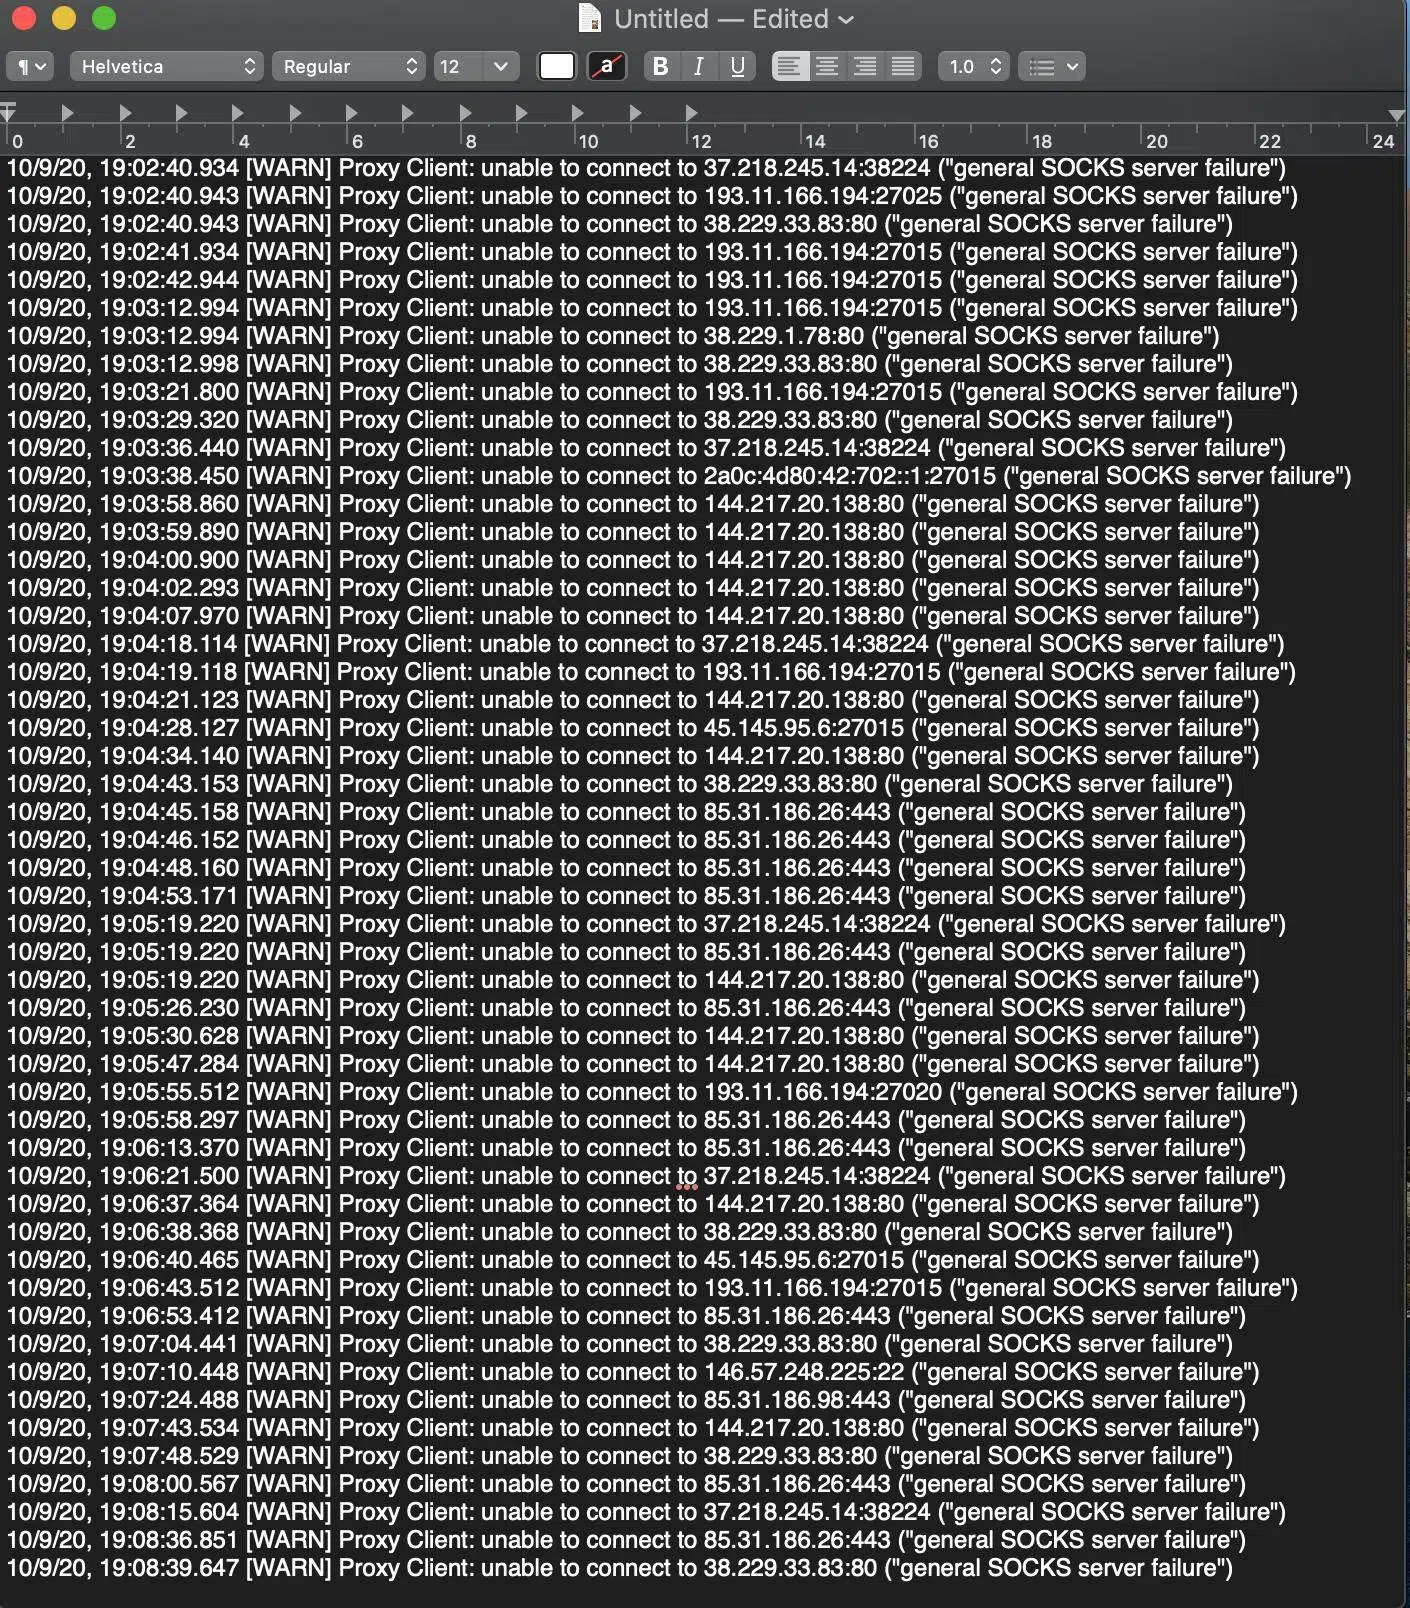 Untitled — Edited
¶ Helvetica Regular 12 a B I U 1.0
0 2 4 6 8 10 12 14 16 18 20 22 24
10/9/20, 19:02:40.934 [WARN] Proxy Client: unable to connect to 37.218.245.14:38224 ("general SOCKS server failure")
10/9/20, 19:02:40.943 [WARN] Proxy Client: unable to connect to 193.11.166.194:27025 ("general SOCKS server failure")
10/9/20, 19:02:40.943 [WARN] Proxy Client: unable to connect to 38.229.33.83:80 ("general SOCKS server failure")
10/9/20, 19:02:41.934 [WARN] Proxy Client: unable to connect to 193.11.166.194:27015 ("general SOCKS server failure")
10/9/20, 19:02:42.944 [WARN] Proxy Client: unable to connect to 193.11.166.194:27015 ("general SOCKS server failure")
10/9/20, 19:03:12.994 [WARN] Proxy Client: unable to connect to 193.11.166.194:27015 ("general SOCKS server failure")
10/9/20, 19:03:12.994 [WARN] Proxy Client: unable to connect to 38.229.1.78:80 ("general SOCKS server failure")
10/9/20, 19:03:12.998 [WARN] Proxy Client: unable to connect to 38.229.33.83:80 ("general SOCKS server failure")
10/9/20, 19:03:21.800 [WARN] Proxy Client: unable to connect to 193.11.166.194:27015 ("general SOCKS server failure")
10/9/20, 19:03:29.320 [WARN] Proxy Client: unable to connect to 38.229.33.83:80 ("general SOCKS server failure")
10/9/20, 19:03:36.440 [WARN] Proxy Client: unable to connect to 37.218.245.14:38224 ("general SOCKS server failure")
10/9/20, 19:03:38.450 [WARN] Proxy Client: unable to connect to 2a0c:4d80:42:702::1:27015 ("general SOCKS server failure")
10/9/20, 19:03:58.860 [WARN] Proxy Client: unable to connect to 144.217.20.138:80 ("general SOCKS server failure")
10/9/20, 19:03:59.890 [WARN] Proxy Client: unable to connect to 144.217.20.138:80 ("general SOCKS server failure")
10/9/20, 19:04:00.900 [WARN] Proxy Client: unable to connect to 144.217.20.138:80 ("general SOCKS server failure")
10/9/20, 19:04:02.293 [WARN] Proxy Client: unable to connect to 144.217.20.138:80 ("general SOCKS server failure")
10/9/20, 19:04:07.970 [WARN] Proxy Client: unable to connect to 144.217.20.138:80 ("general SOCKS server failure")
10/9/20, 19:04:18.114 [WARN] Proxy Client: unable to connect to 37.218.245.14:38224 ("general SOCKS server failure")
10/9/20, 19:04:19.118 [WARN] Proxy Client: unable to connect to 193.11.166.194:27015 ("general SOCKS server failure")
10/9/20, 19:04:21.123 [WARN] Proxy Client: unable to connect to 144.217.20.138:80 ("general SOCKS server failure")
10/9/20, 19:04:28.127 [WARN] Proxy Client: unable to connect to 45.145.95.6:27015 ("general SOCKS server failure")
10/9/20, 19:04:34.140 [WARN] Proxy Client: unable to connect to 144.217.20.138:80 ("general SOCKS server failure")
10/9/20, 19:04:43.153 [WARN] Proxy Client: unable to connect to 38.229.33.83:80 ("general SOCKS server failure")
10/9/20, 19:04:45.158 [WARN] Proxy Client: unable to connect to 85.31.186.26:443 ("general SOCKS server failure")
10/9/20, 19:04:46.152 [WARN] Proxy Client: unable to connect to 85.31.186.26:443 ("general SOCKS server failure")
10/9/20, 19:04:48.160 [WARN] Proxy Client: unable to connect to 85.31.186.26:443 ("general SOCKS server failure")
10/9/20, 19:04:53.171 [WARN] Proxy Client: unable to connect to 85.31.186.26:443 ("general SOCKS server failure")
10/9/20, 19:05:19.220 [WARN] Proxy Client: unable to connect to 37.218.245.14:38224 ("general SOCKS server failure")
10/9/20, 19:05:19.220 [WARN] Proxy Client: unable to connect to 85.31.186.26:443 ("general SOCKS server failure")
10/9/20, 19:05:19.220 [WARN] Proxy Client: unable to connect to 144.217.20.138:80 ("general SOCKS server failure")
10/9/20, 19:05:26.230 [WARN] Proxy Client: unable to connect to 85.31.186.26:443 ("general SOCKS server failure")
10/9/20, 19:05:30.628 [WARN] Proxy Client: unable to connect to 144.217.20.138:80 ("general SOCKS server failure")
10/9/20, 19:05:47.284 [WARN] Proxy Client: unable to connect to 144.217.20.138:80 ("general SOCKS server failure")
10/9/20, 19:05:55.512 [WARN] Proxy Client: unable to connect to 193.11.166.194:27020 ("general SOCKS server failure")
10/9/20, 19:05:58.297 [WARN] Proxy Client: unable to connect to 85.31.186.26:443 ("general SOCKS server failure")
10/9/20, 19:06:13.370 [WARN] Proxy Client: unable to connect to 85.31.186.26:443 ("general SOCKS server failure")
10/9/20, 19:06:21.500 [WARN] Proxy Client: unable to connect to 37.218.245.14:38224 ("general SOCKS server failure")
10/9/20, 19:06:37.364 [WARN] Proxy Client: unable to connect to 144.217.20.138:80 ("general SOCKS server failure")
10/9/20, 19:06:38.368 [WARN] Proxy Client: unable to connect to 38.229.33.83:80 ("general SOCKS server failure")
10/9/20, 19:06:40.465 [WARN] Proxy Client: unable to connect to 45.145.95.6:27015 ("general SOCKS server failure")
10/9/20, 19:06:43.512 [WARN] Proxy Client: unable to connect to 193.11.166.194:27015 ("general SOCKS server failure")
10/9/20, 19:06:53.412 [WARN] Proxy Client: unable to connect to 85.31.186.26:443 ("general SOCKS server failure")
10/9/20, 19:07:04.441 [WARN] Proxy Client: unable to connect to 38.229.33.83:80 ("general SOCKS server failure")
10/9/20, 19:07:10.448 [WARN] Proxy Client: unable to connect to 146.57.248.225:22 ("general SOCKS server failure")
10/9/20, 19:07:24.488 [WARN] Proxy Client: unable to connect to 85.31.186.98:443 ("general SOCKS server failure")
10/9/20, 19:07:43.534 [WARN] Proxy Client: unable to connect to 144.217.20.138:80 ("general SOCKS server failure")
10/9/20, 19:07:48.529 [WARN] Proxy Client: unable to connect to 38.229.33.83:80 ("general SOCKS server failure")
10/9/20, 19:08:00.567 [WARN] Proxy Client: unable to connect to 85.31.186.26:443 ("general SOCKS server failure")
10/9/20, 19:08:15.604 [WARN] Proxy Client: unable to connect to 37.218.245.14:38224 ("general SOCKS server failure")
10/9/20, 19:08:36.851 [WARN] Proxy Client: unable to connect to 85.31.186.26:443 ("general SOCKS server failure")
10/9/20, 19:08:39.647 [WARN] Proxy Client: unable to connect to 38.229.33.83:80 ("general SOCKS server failure")